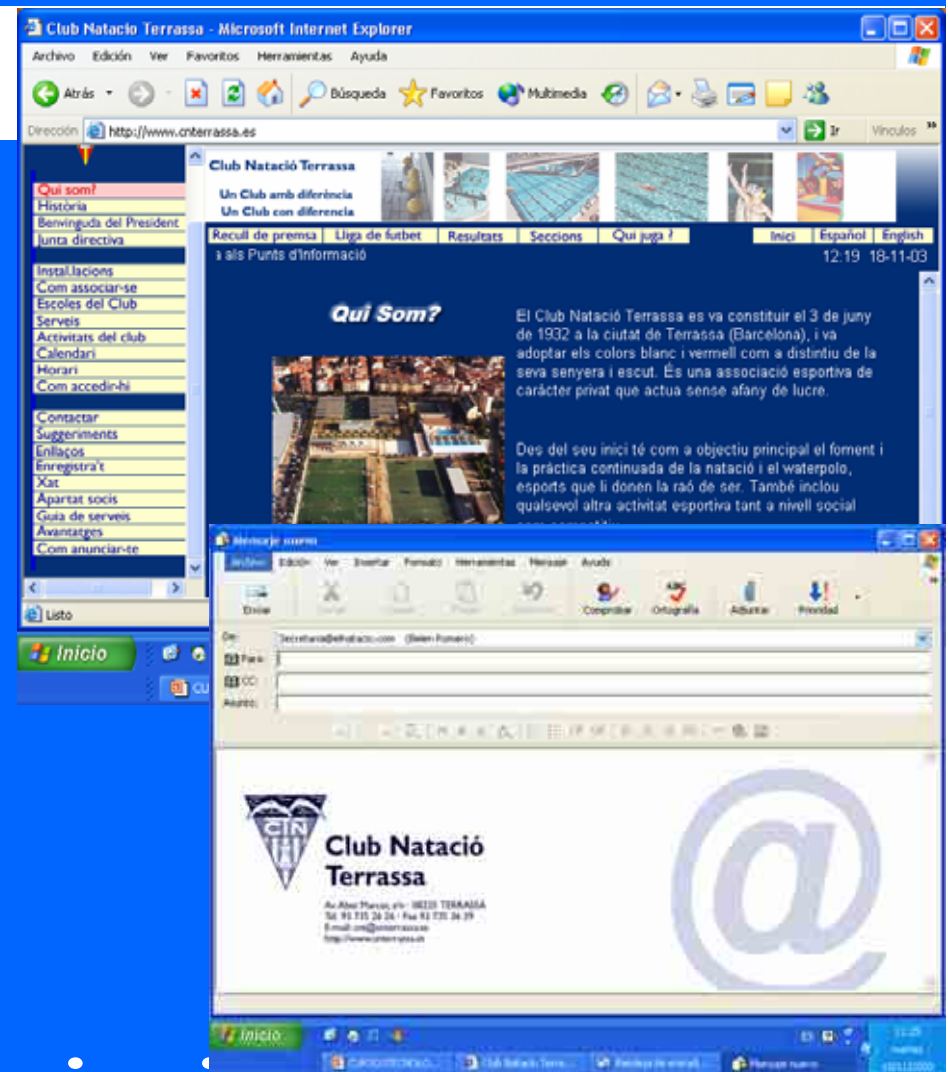 Club Natacio Terrassa - Microsoft Internet Explorer
Archivo Edición Ver Favoritos Herramientas Ayuda
Atrás Búsqueda Favoritos Multimedia
Dirección http://www.cnterrassa.es Ir Vínculos
Club Natació Terrassa
Un Club amb diferència
Un Club con diferencia
Recull de premsa Lliga de futbet Resultats Seccions Qui juga ? Inici Español English
a als Punts d'Informació 12:19 18-11-03
Qui som?
Història
Benvinguda del President
Junta directiva
Instal.lacions
Com associar-se
Escoles del Club
Serveis
Activitats del club
Calendari
Horari
Com accedir-hi
Contactar
Suggeriments
Enllaços
Enregistra't
Xat
Apartat socis
Guia de serveis
Avantatges
Com anunciar-te
Qui Som?
El Club Natació Terrassa es va constituir el 3 de juny
de 1932 a la ciutat de Terrassa (Barcelona), i va
adoptar els colors blanc i vermell com a distintiu de la
seva senyera i escut. És una associació esportiva de
caràcter privat que actua sense afany de lucre.
Des del seu inici té com a objectiu principal el foment i
la pràctica continuada de la natació i el waterpolo,
esports que li donen la raó de ser. També inclou
qualsevol altra activitat esportiva tant a nivell social
Listo
Inicio
Mensaje nuevo
Archivo Edición Ver Insertar Formato Herramientas Mensaje Ayuda
Enviar Comprobar Ortografía Adjuntar Prioridad
De:
Para:
CC:
Asunto:
CTN
Club Natació
Terrassa
Inicio
Mensaje nuevo